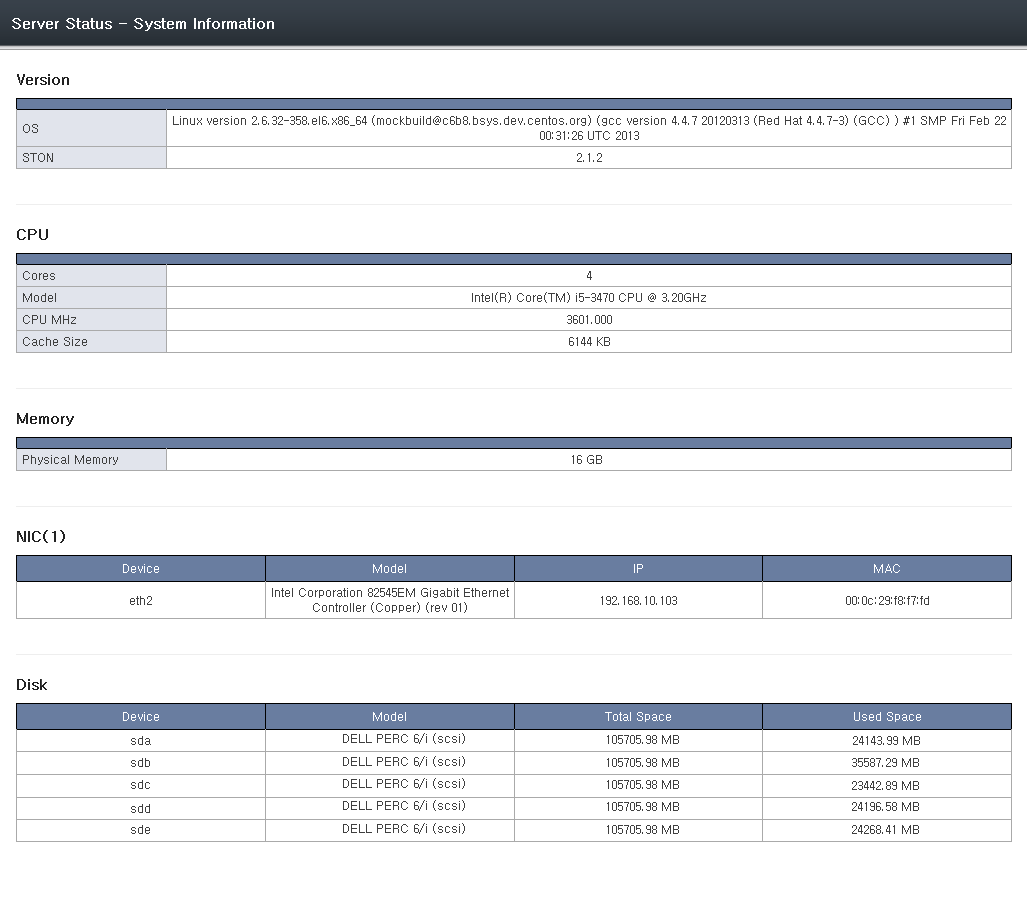 Server Status - System Information
Version
OS Linux version 2.6.32-358.el6.x86_64 (mockbuild@c6b8.bsys.dev.centos.org) (gcc version 4.4.7 20120313 (Red Hat 4.4.7-3) (GCC) ) #1 SMP Fri Feb 22
00:31:26 UTC 2013
STON 2.1.2
CPU
Cores 4
Model Intel(R) Core(TM) i5-3470 CPU @ 3.20GHz
CPU MHz 3601.000
Cache Size 6144 KB
Memory
Physical Memory 16 GB
NIC(1)
Device Model IP MAC
eth2 Intel Corporation 82545EM Gigabit Ethernet
Controller (Copper) (rev 01) 192.168.10.103 00:0c:29:f8:f7:fd
Disk
Device Model Total Space Used Space
sda DELL PERC 6/i (scsi) 105705.98 MB 24143.99 MB
sdb DELL PERC 6/i (scsi) 105705.98 MB 35587.29 MB
sdc DELL PERC 6/i (scsi) 105705.98 MB 23442.89 MB
sdd DELL PERC 6/i (scsi) 105705.98 MB 24196.58 MB
sde DELL PERC 6/i (scsi) 105705.98 MB 24268.41 MB